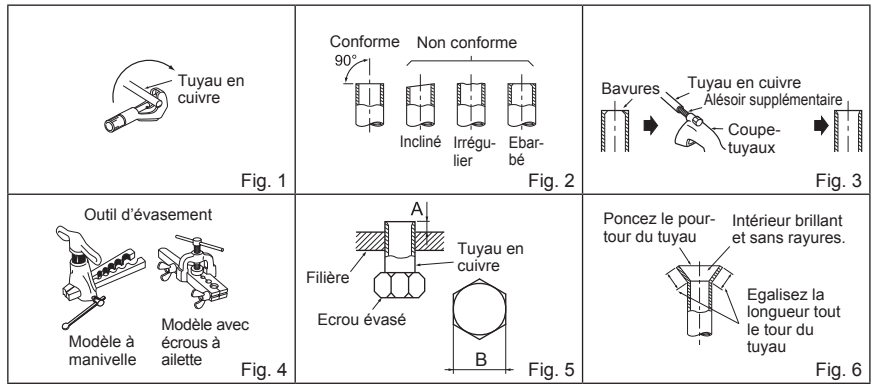 Tuyau en
cuivre
Fig. 1
Conforme
Non conforme
90°
Incliné
Irrégu-
lier
Ebar-
bé
Fig. 2
Bavures
Tuyau en cuivre
Alésoir supplémentaire
Coupe-
tuyaux
Fig. 3
Outil d'évasement
Modèle à
manivelle
Modèle avec
écrous à
ailette
Fig. 4
A
Tuyau en
cuivre
Filière
Ecrou évasé
B
Fig. 5
Poncez le pour-
tour du tuyau
Intérieur brillant
et sans rayures.
Egalisez la
longueur tout
le tour du
tuyau
Fig. 6